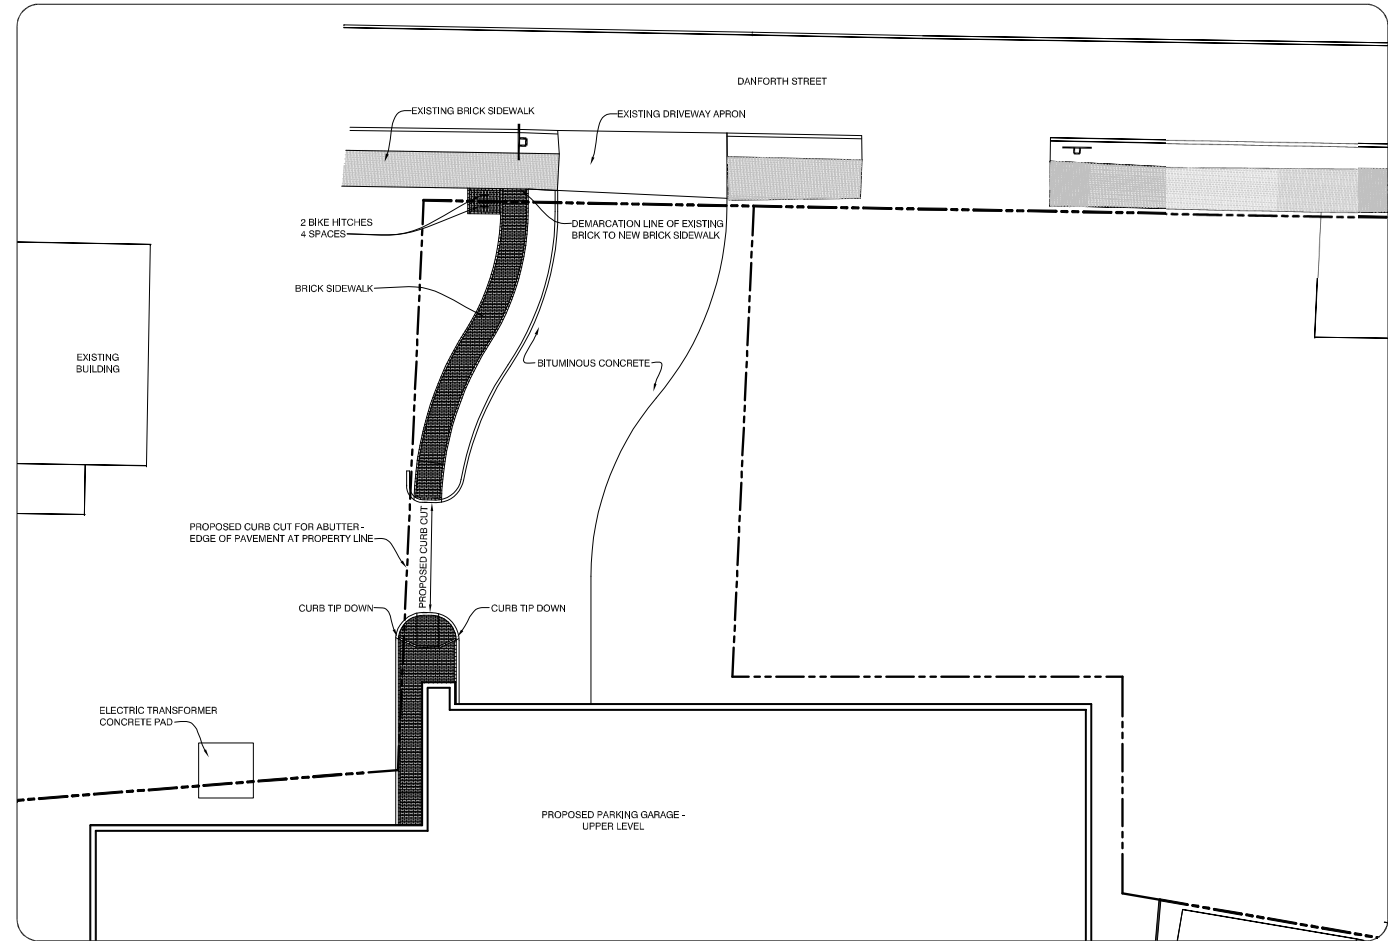 DANFORTH STREET
EXISTING BRICK SIDEWALK
EXISTING DRIVEWAY APRON
2 BIKE HITCHES
4 SPACES
DEMARCATION LINE OF EXISTING
BRICK TO NEW BRICK SIDEWALK
BRICK SIDEWALK
EXISTING
BUILDING
BITUMINOUS CONCRETE
PROPOSED CURB CUT FOR ABUTTER -
EDGE OF PAVEMENT AT PROPERTY LINE
PROPOSED CURB CUT
CURB TIP DOWN
CURB TIP DOWN
ELECTRIC TRANSFORMER
CONCRETE PAD
PROPOSED PARKING GARAGE -
UPPER LEVEL